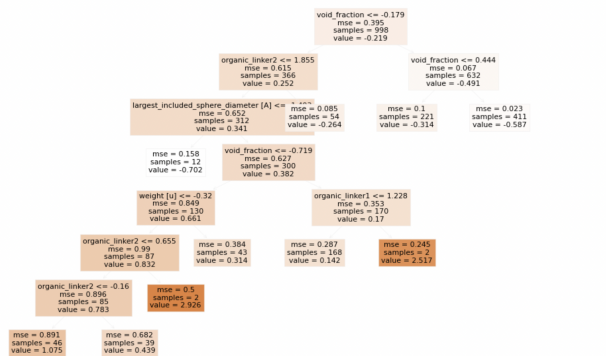 void_fraction <= -0.179
mse = 0.395
samples = 998
value = -0.219
organic_linker2 <= 1.855
mse = 0.615
samples = 366
value = 0.252
void_fraction <= 0.444
mse = 0.067
samples = 632
value = -0.491
largest_included_sphere_diameter [A] <=
mse = 0.652
samples = 312
value = 0.341
mse = 0.085
samples = 54
value = -0.264
mse = 0.1
samples = 221
value = -0.314
mse = 0.023
samples = 411
value = -0.587
mse = 0.158
samples = 12
value = -0.702
void_fraction <= -0.719
mse = 0.627
samples = 300
value = 0.382
weight [u] <= -0.32
mse = 0.849
samples = 130
value = 0.661
organic_linker1 <= 1.228
mse = 0.353
samples = 170
value = 0.17
organic_linker2 <= 0.655
mse = 0.99
samples = 87
value = 0.832
mse = 0.384
samples = 43
value = 0.314
mse = 0.287
samples = 168
value = 0.142
mse = 0.245
samples = 2
value = 2.517
organic_linker2 <= -0.16
mse = 0.896
samples = 85
value = 0.783
mse = 0.5
samples = 2
value = 2.926
mse = 0.891
samples = 46
value = 1.075
mse = 0.682
samples = 39
value = 0.439